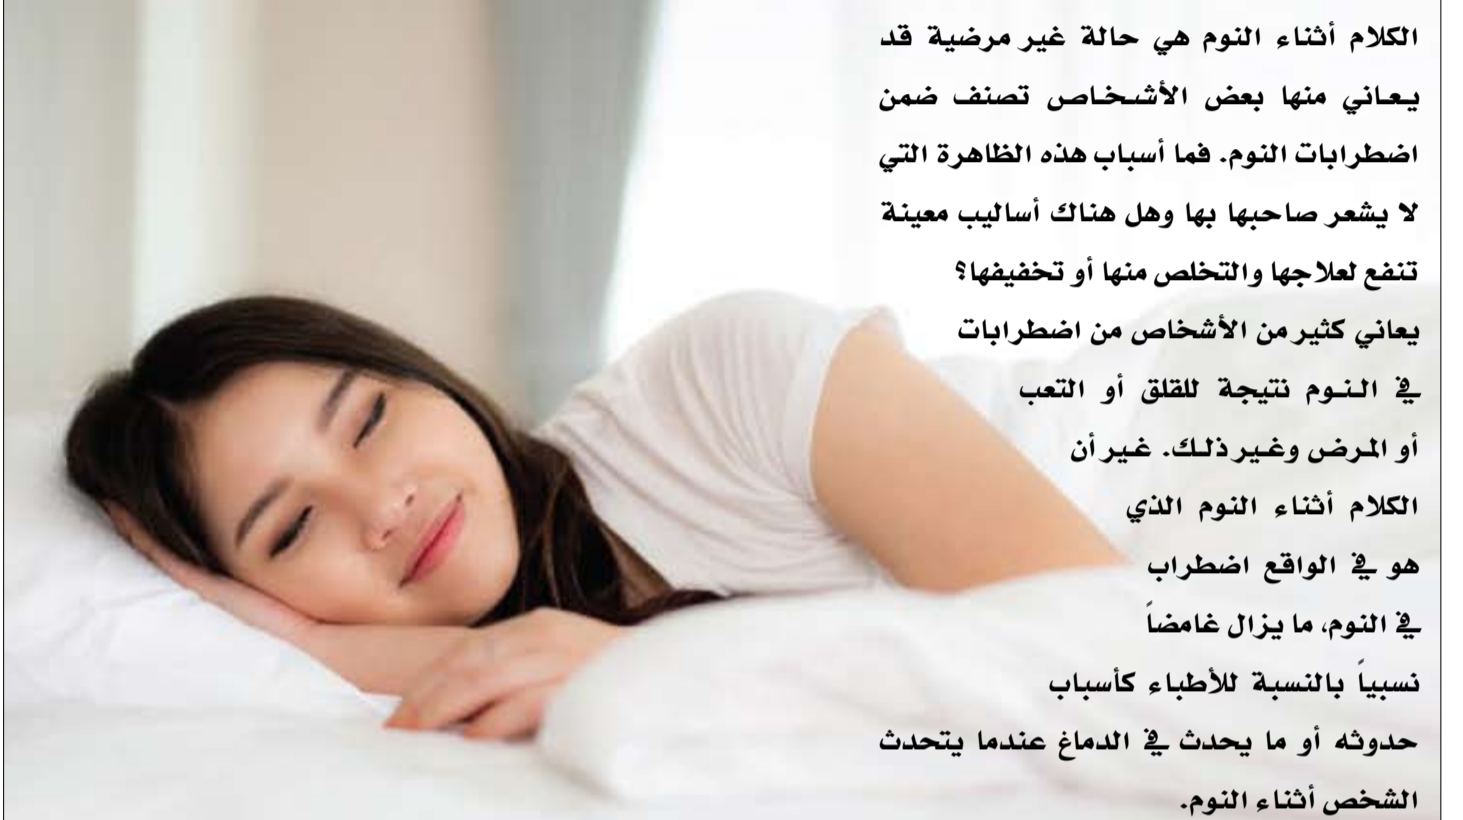 الكلام أثناء النوم هي حالة غير مرضية قد
يعاني منها بعض الأشخاص تصنف ضمن
اضطرابات النوم. فما أسباب هذه الظاهرة التي
لا يشعر صاحبها بها وهل هناك أساليب معينة
تنفع لعلاجها والتخلص منها أو تخفيفها؟
يعاني كثير من الأشخاص من اضطرابات
في النوم نتيجة للقلق أو التعب
أو المرض وغير ذلك. غير أن
الكلام أثناء النوم الذي
هو في الواقع اضطراب
في النوم، ما يزال غامضاً
نسبياً بالنسبة للأطباء كأسباب
حدوثه أو ما يحدث في الدماغ عندما يتحدث
الشخص أثناء النوم.